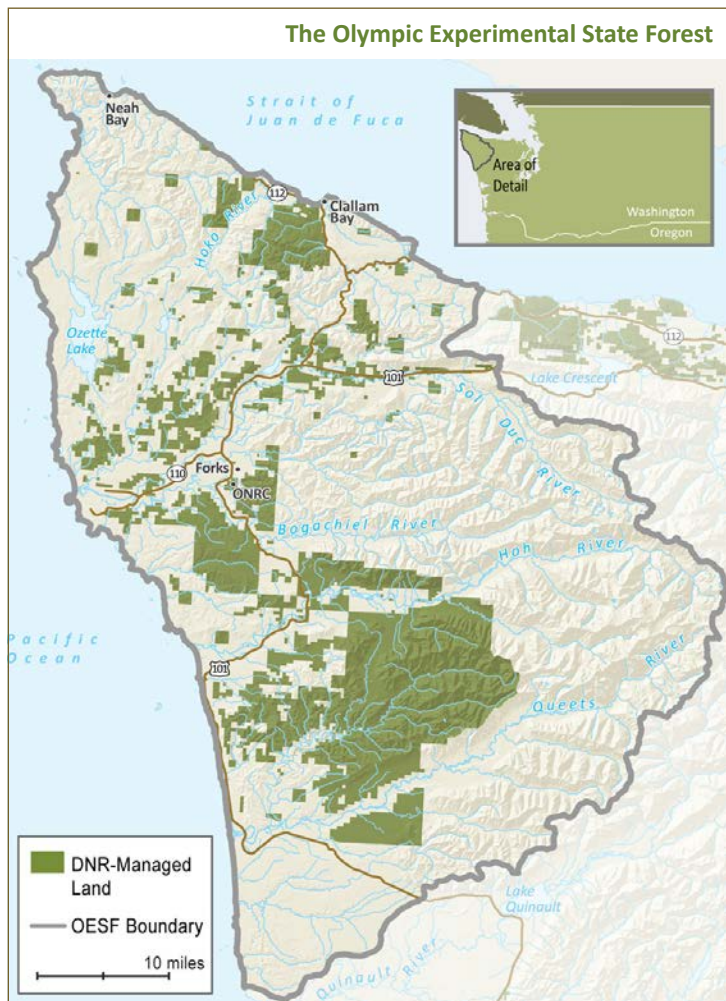 The Olympic Experimental State Forest
Neah
Bay
Strait of
Juan de Fuca
Area of
Detail
Washington
Oregon
112
Clallam
Bay
Hoko River
Ozette
Lake
112
Lake Crescent
101
Sol Duc River
110
Forks
ONRC
Bogachiel River
Hoh River
Pacific
Ocean
101
Queets River
DNR-Managed
Land
OESF Boundary
10 miles
Lake
Quinault
Quinault River